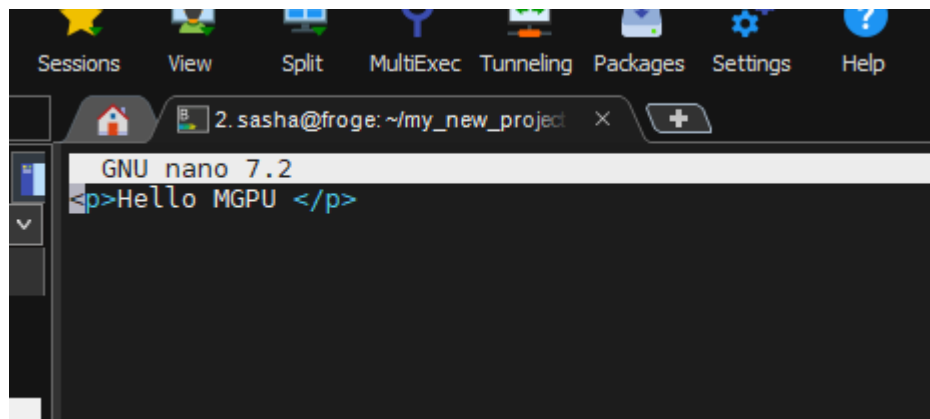 Sessions View Split MultiExec Tunneling Packages Settings Help
2. sasha@froge: ~/my_new_project
GNU nano 7.2
<p>Hello MGPU </p>